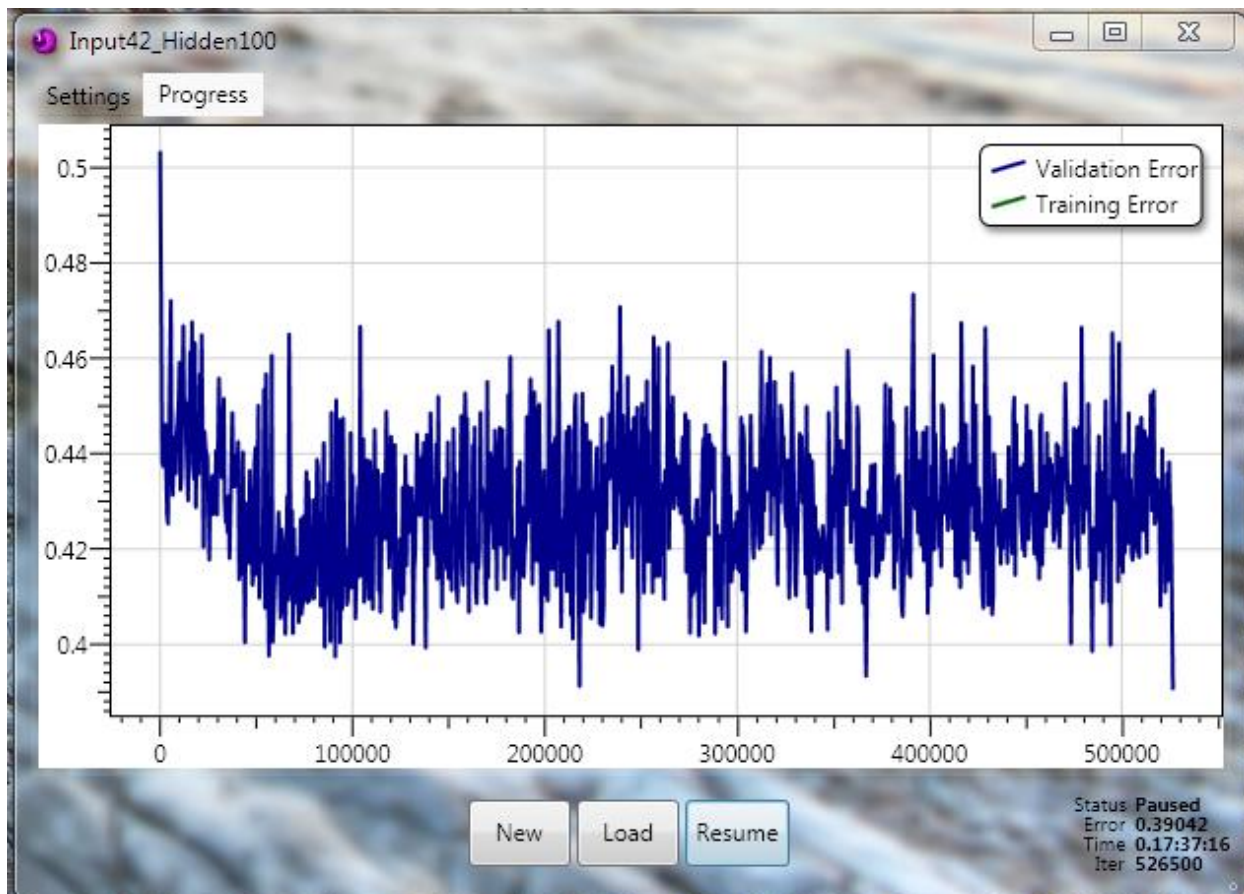 Input42_Hidden100
Settings Progress
Validation Error
Training Error
0.5
0.48
0.46
0.44
0.42
0.4
0 100000 200000 300000 400000 500000
New Load Resume
Status Paused
Error 0.39042
Time 0.17:37:16
Iter 526500